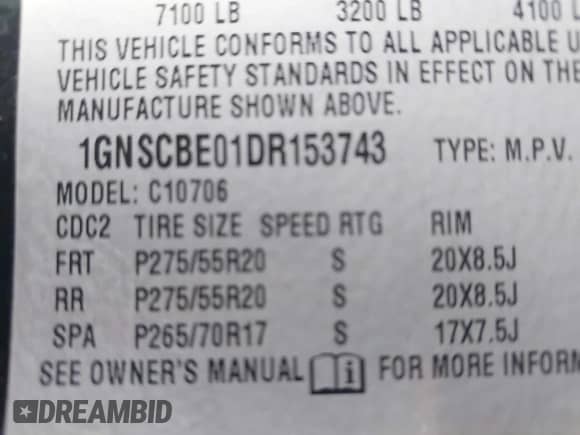 7100 LB 3200 LB 4100 L
THIS VEHICLE CONFORMS TO ALL APPLICABLE U
VEHICLE SAFETY STANDARDS IN EFFECT ON THE
MANUFACTURE SHOWN ABOVE.
1GNSCBE01DR153743 TYPE: M.P.V.
MODEL: C10706
CDC2 TIRE SIZE SPEED RTG RIM
FRT P275/55R20 S 20X8.5J
RR P275/55R20 S 20X8.5J
SPA P265/70R17 S 17X7.5J
SEE OWNER'S MANUAL i FOR MORE INFORM
DREAMBID